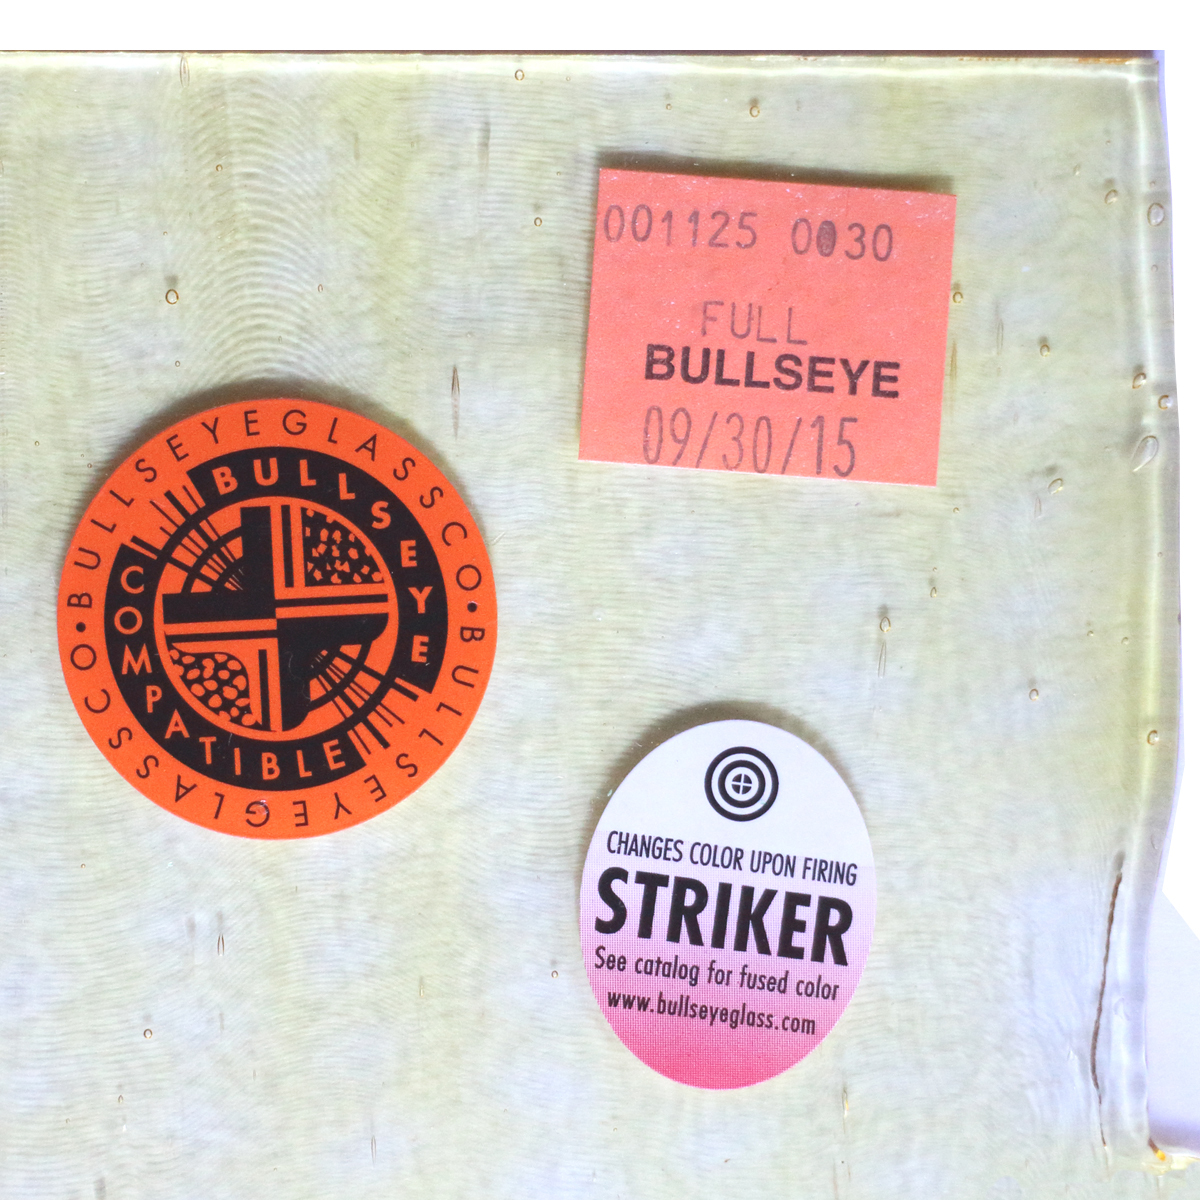 001125 0030
FULL
BULLSEYE
09/30/15
BULLSEYEGLASSCO•BULLSEYEGLASSCO•
BULLSEYE
COMPATIBLE
CHANGES COLOR UPON FIRING
STRIKER
See catalog for fused color
www.bullseyeglass.com